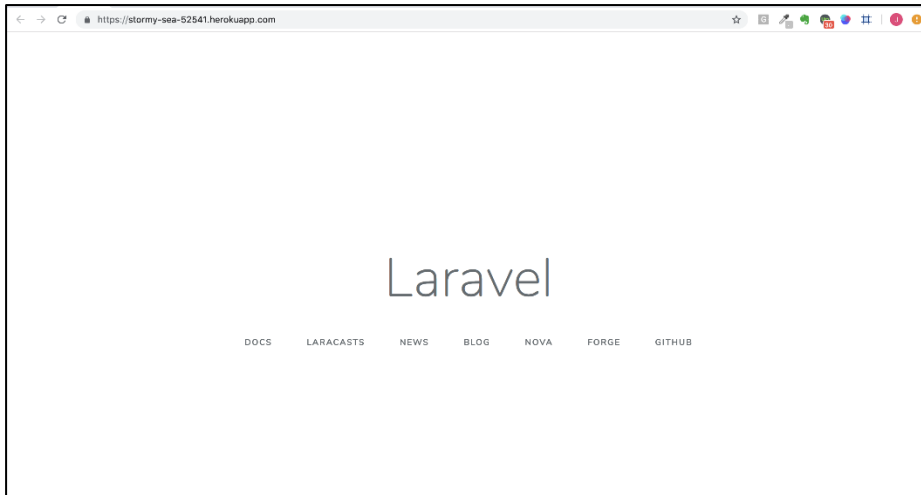 https://stormy-sea-52541.herokuapp.com
Laravel
DOCS LARACASTS NEWS BLOG NOVA FORGE GITHUB